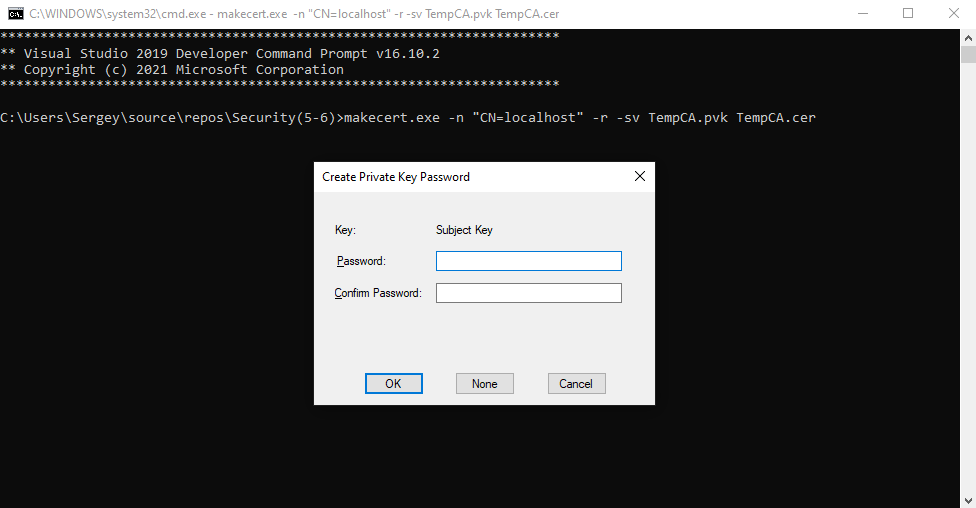 C:\WINDOWS\system32\cmd.exe - makecert.exe  -n "CN=localhost" -r -sv TempCA.pvk TempCA.cer
**********************************************************************
** Visual Studio 2019 Developer Command Prompt v16.10.2
** Copyright (c) 2021 Microsoft Corporation
**********************************************************************
C:\Users\Sergey\source\repos\Security(5-6)>makecert.exe -n "CN=localhost" -r -sv TempCA.pvk TempCA.cer
Create Private Key Password
Key: Subject Key
Password:
Confirm Password:
OK None Cancel